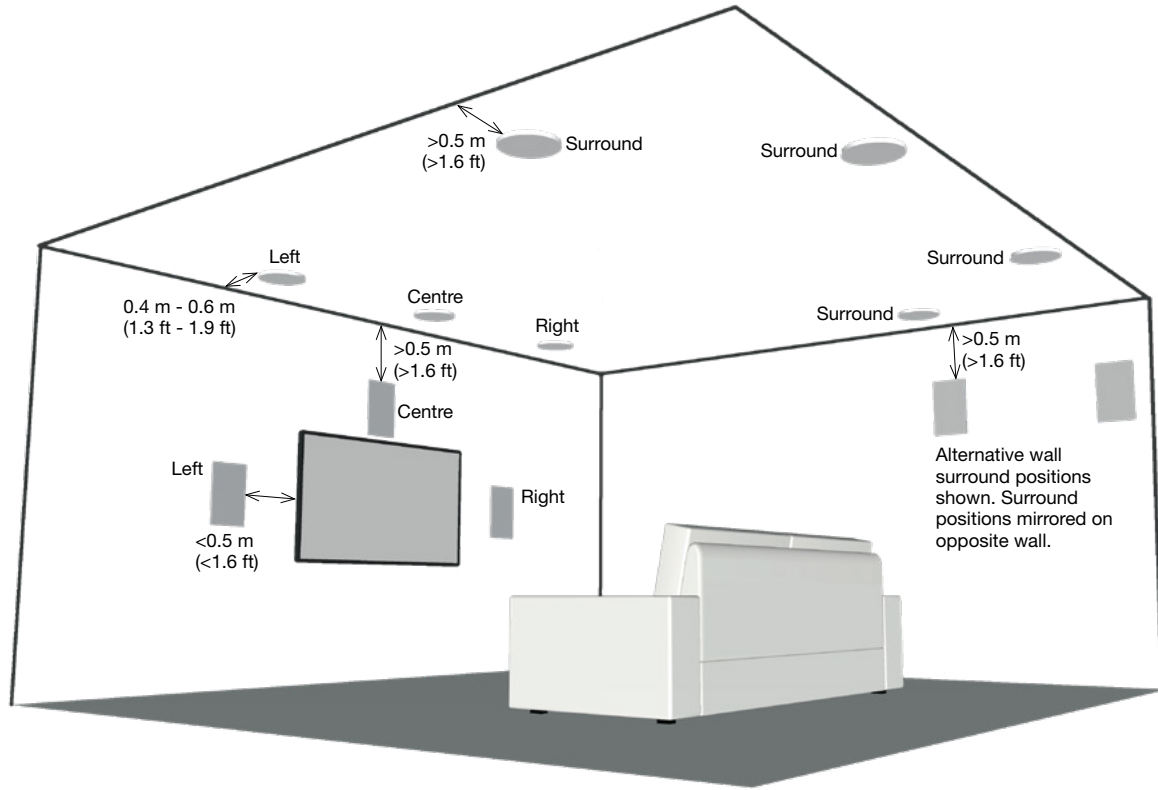 >0.5 m
(>1.6 ft)
Surround
Surround
Left
Surround
0.4 m - 0.6 m
(1.3 ft - 1.9 ft)
Centre
Surround
Right
>0.5 m
(>1.6 ft)
>0.5 m
(>1.6 ft)
Centre
Left
Right
<0.5 m
(<1.6 ft)
Alternative wall
surround positions
shown. Surround
positions mirrored on
opposite wall.